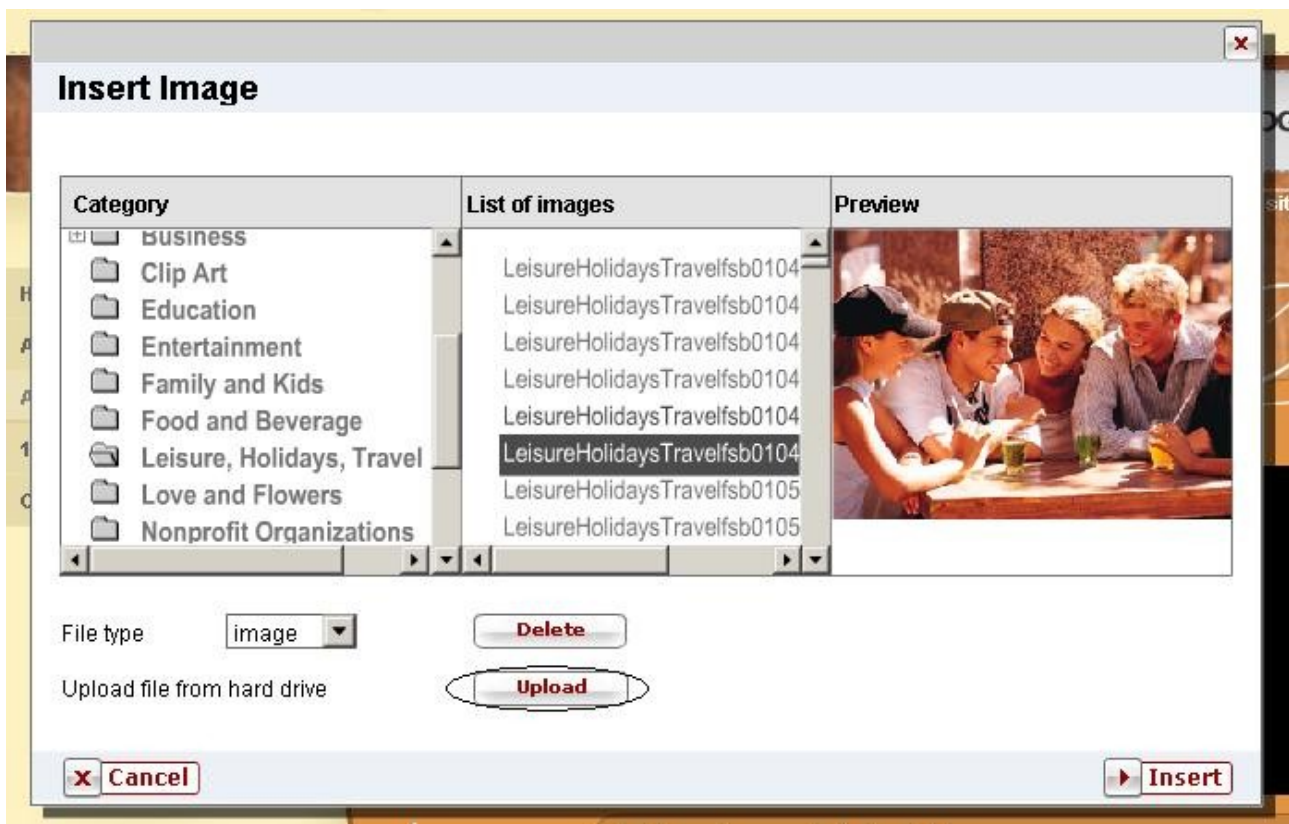 Insert Image
Category
List of images
Preview
Business
Clip Art
Education
Entertainment
Family and Kids
Food and Beverage
Leisure, Holidays, Travel
Love and Flowers
Nonprofit Organizations
LeisureHolidaysTravelfsb0104
LeisureHolidaysTravelfsb0104
LeisureHolidaysTravelfsb0104
LeisureHolidaysTravelfsb0104
LeisureHolidaysTravelfsb0104
LeisureHolidaysTravelfsb0104
LeisureHolidaysTravelfsb0105
LeisureHolidaysTravelfsb0105
File type
image
Delete
Upload file from hard drive
Upload
x Cancel
Insert